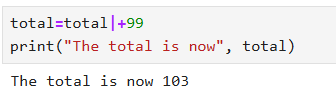 total=total|+99
print("The total is now", total)
The total is now 103